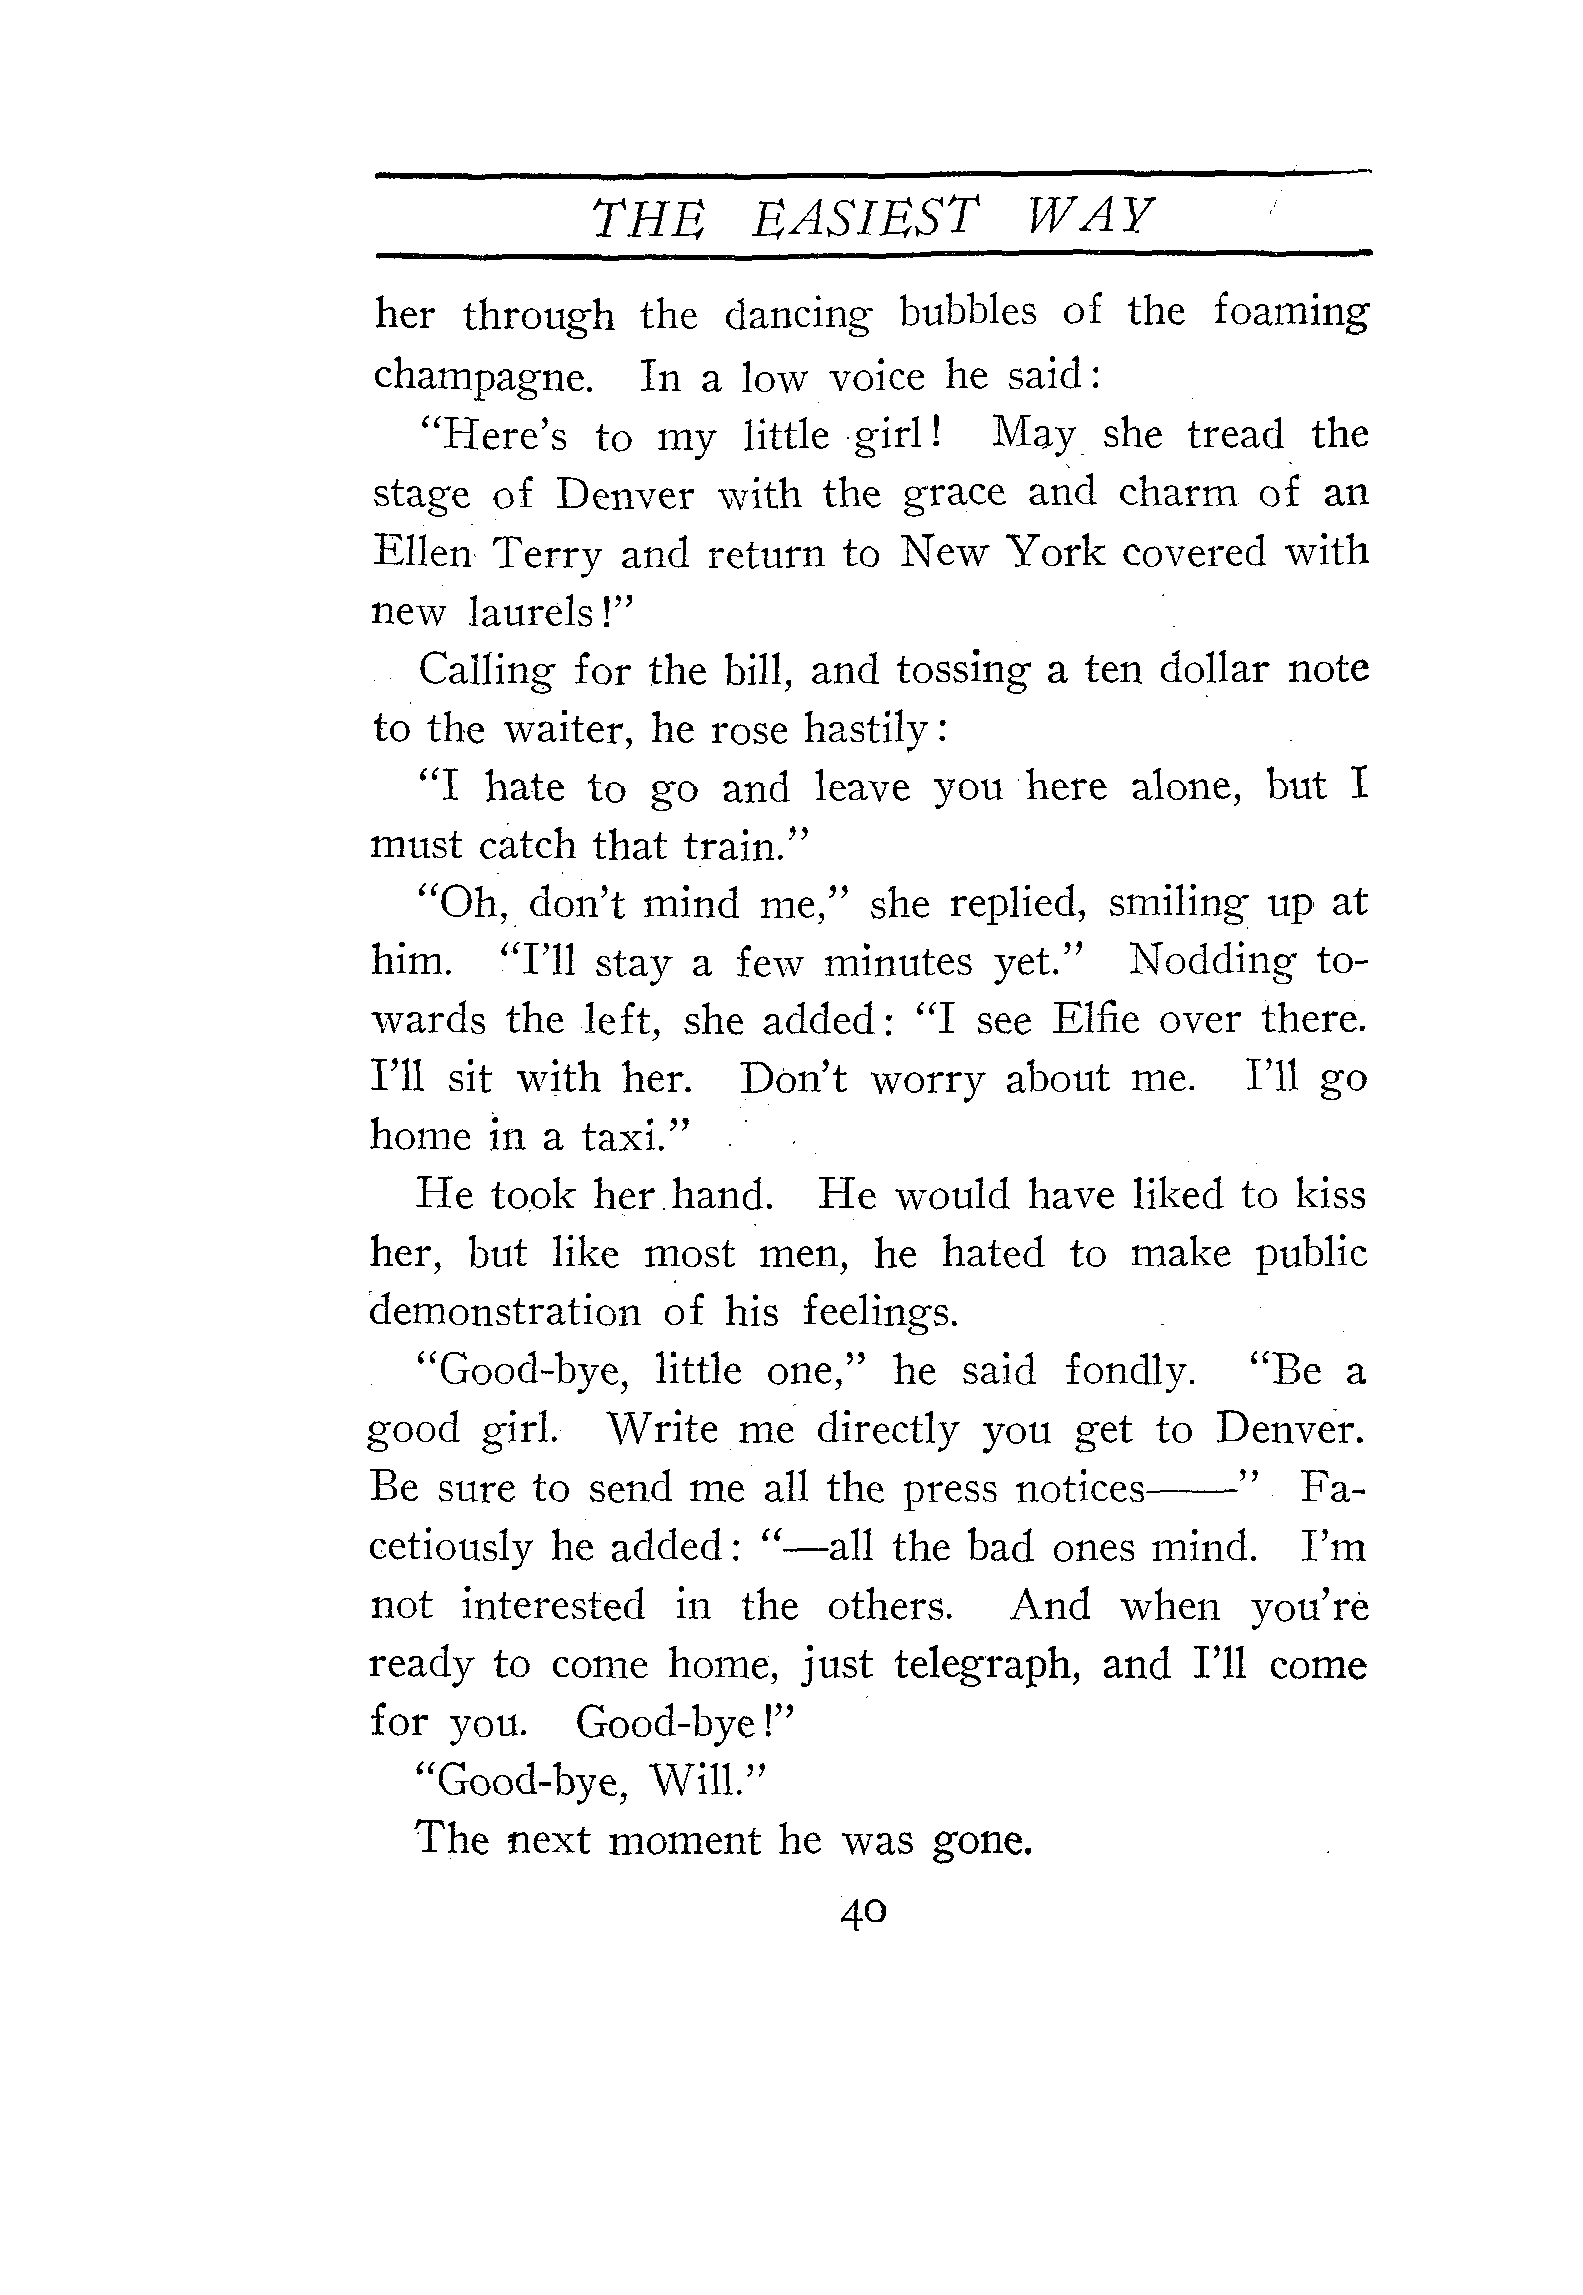 THE EASIEST WAY
her through the dancing bubbles of the foaming
champagne. In a low voice he said:
“Here’s to my little girl! May she tread the
stage of Denver with the grace and charm of an
Ellen Terry and return to New York covered with
new laurels!”
Calling for the bill, and tossing a ten dollar note
to the waiter, he rose hastily:
“I hate to go and leave you here alone, but I
must catch that train.”
“Oh, don’t mind me,” she replied, smiling up at
him. “I’ll stay a few minutes yet.” Nodding to-
wards the left, she added: “I see Elfie over there.
I’ll sit with her. Don’t worry about me. I’ll go
home in a taxi.”
He took her hand. He would have liked to kiss
her, but like most men, he hated to make public
demonstration of his feelings.
“Good-bye, little one,” he said fondly. “Be a
good girl. Write me directly you get to Denver.
Be sure to send me all the press notices——” Fa-
cetiously he added: “—all the bad ones mind. I’m
not interested in the others. And when you’re
ready to come home, just telegraph, and I’ll come
for you. Good-bye!”
“Good-bye, Will.”
The next moment he was gone.
40